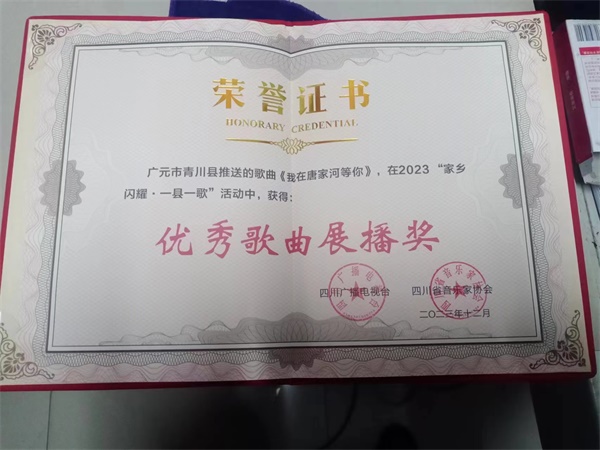 荣誉证书
HONORARY CREDENTIAL
广元市青川县推送的歌曲《我在唐家河等你》，在2023“家乡
闪耀·一县一歌”活动中，获得：
优秀歌曲展播奖
四川广播电视台 四川省音乐家协会
二〇二三年十二月